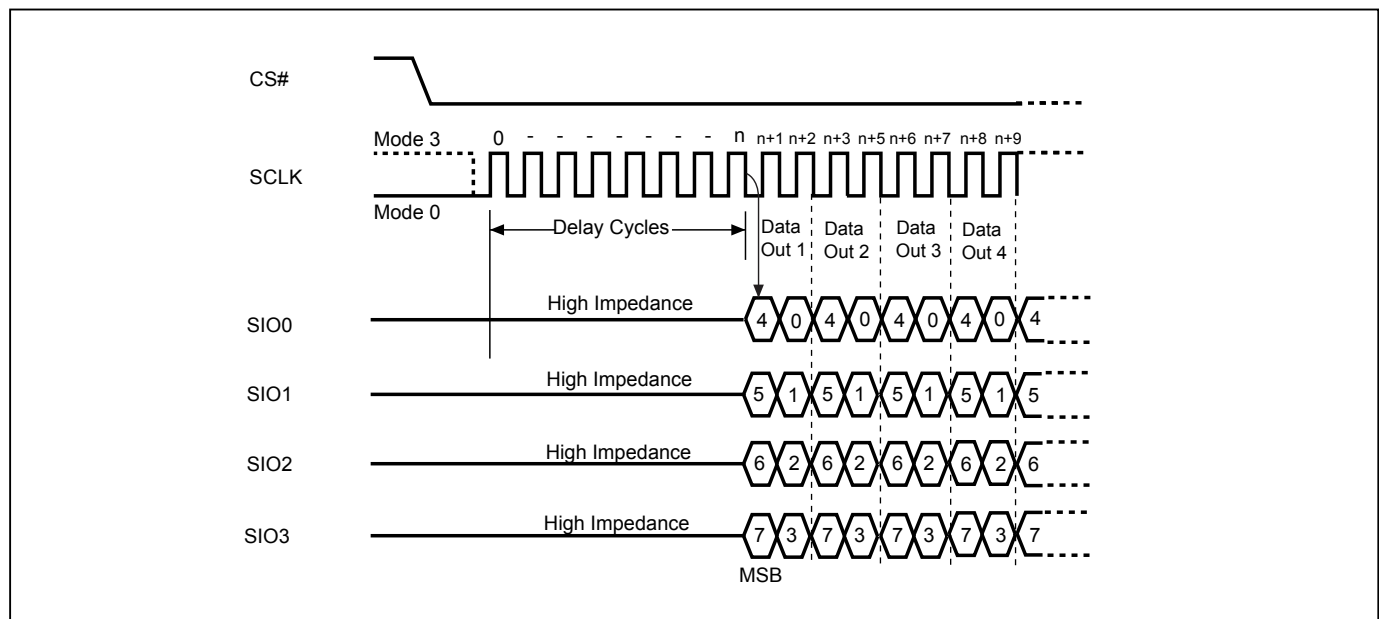 CS#
Mode 3 0 - - - - - - n n+1 n+2 n+3 n+5 n+6 n+7 n+8 n+9
SCLK
Mode 0
Delay Cycles
Data Out 1
Data Out 2
Data Out 3
Data Out 4
High Impedance
SIO0 4 0 4 0 4 0 4 0 4
High Impedance
SIO1 5 1 5 1 5 1 5 1 5
High Impedance
SIO2 6 2 6 2 6 2 6 2 6
High Impedance
SIO3 7 3 7 3 7 3 7 3 7
MSB